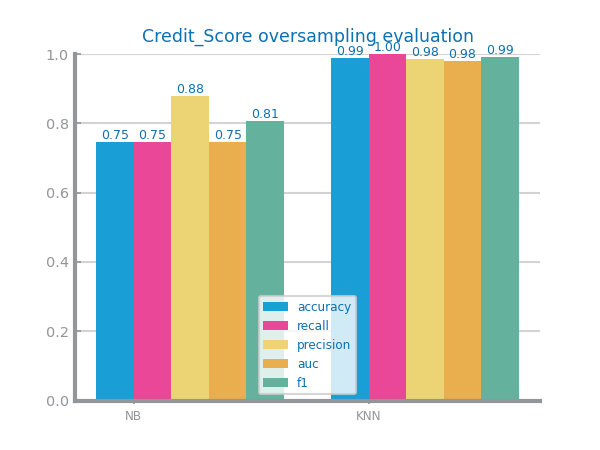 Credit_Score oversampling evaluation
1.0
0.8
0.6
0.4
0.2
0.0
0.75
0.75
0.88
0.75
0.81
0.99
1.00
0.98
0.98
0.99
accuracy
recall
precision
auc
f1
NB
KNN